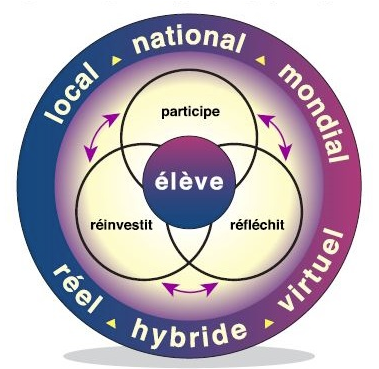 local ▲ national ▲ mondial
participe
élève
réinvestit
réfléchit
réel ▲ hybride ▲ virtuel